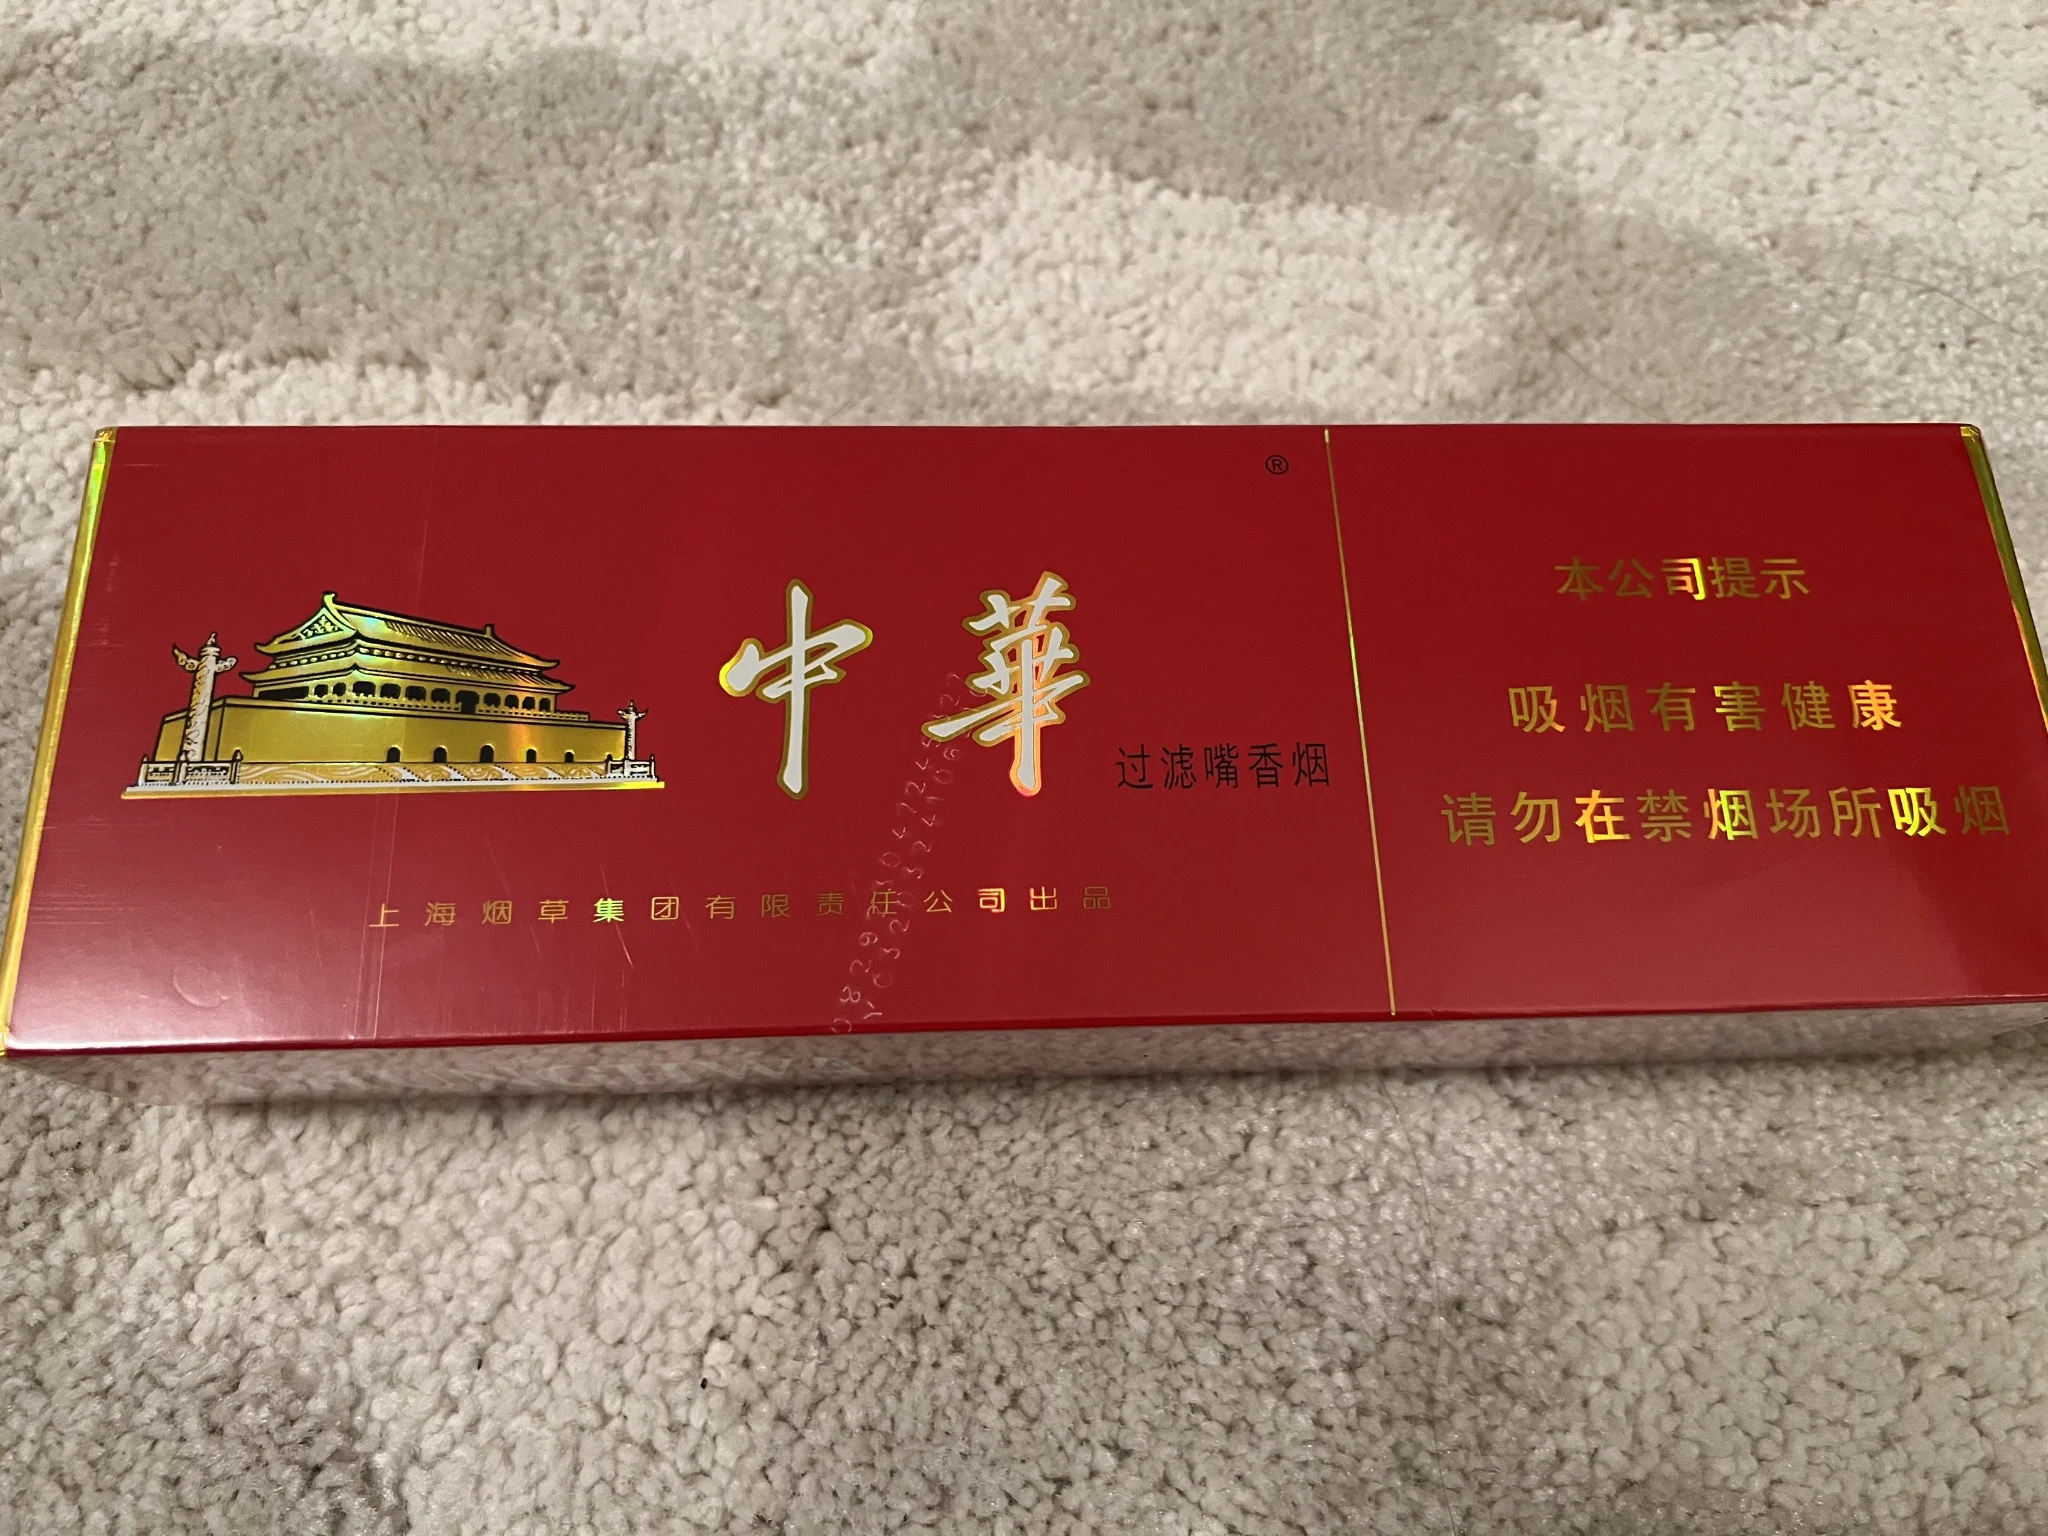 ®
中華
过滤嘴香烟
上海烟草集团有限责任公司出品
本公司提示
吸烟有害健康
请勿在禁烟场所吸烟